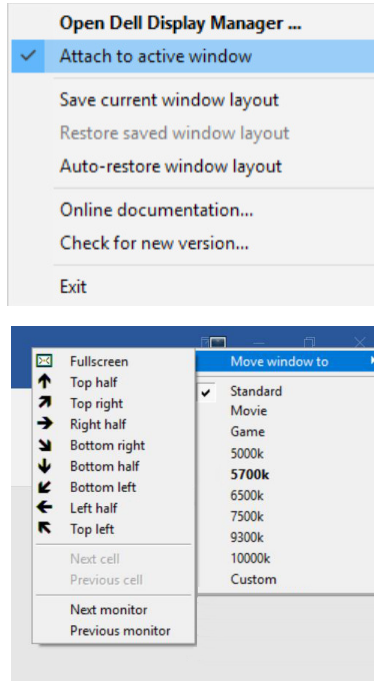 Open Dell Display Manager ...
Attach to active window
Save current window layout
Restore saved window layout
Auto-restore window layout
Online documentation...
Check for new version...
Exit
Fullscreen
Top half
Top right
Right half
Bottom right
Bottom half
Bottom left
Left half
Top left
Next cell
Previous cell
Next monitor
Previous monitor
Move window to
Standard
Movie
Game
5000k
5700k
6500k
7500k
9300k
10000k
Custom